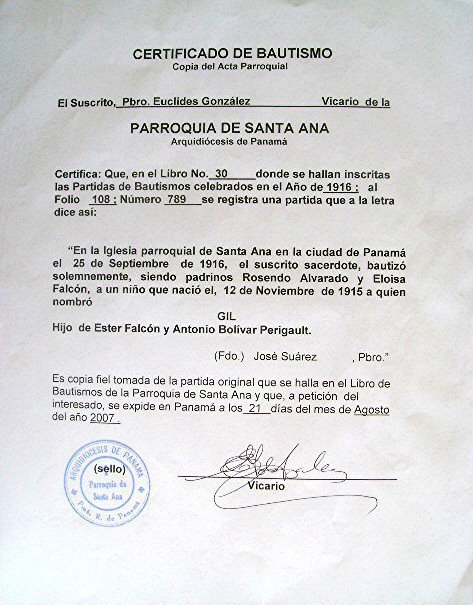 CERTIFICADO DE BAUTISMO
Copia del Acta Parroquial
El Suscrito, Pbro. Euclides González Vicario de la
PARROQUIA DE SANTA ANA
Arquidiócesis de Panamá
Certifica: Que, en el Libro No. 30 donde se hallan inscritas
las Partidas de Bautismos celebrados en el Año de 1916 ; al
Folio 108 ; Número 789 se registra una partida que a la letra
dice así:
"En la Iglesia parroquial de Santa Ana en la ciudad de Panamá
el 25 de Septiembre de 1916, el suscrito sacerdote, bautizó
solemnemente, siendo padrinos Rosendo Alvarado y Eloisa
Falcón, a un niño que nació el, 12 de Noviembre de 1915 a quien
nombró
GIL
Hijo de Ester Falcón y Antonio Bolívar Perigault.
(Fdo.) José Suárez , Pbro."
Es copia fiel tomada de la partida original que se halla en el Libro de
Bautismos de la Parroquia de Santa Ana y que, a petición del
interesado, se expide en Panamá a los 21 días del mes de Agosto
del año 2007
ARQUIDIOCESIS DE PANAMA
(sello)
Parroquia de
Santa Ana
R. de Panamá
Vicario